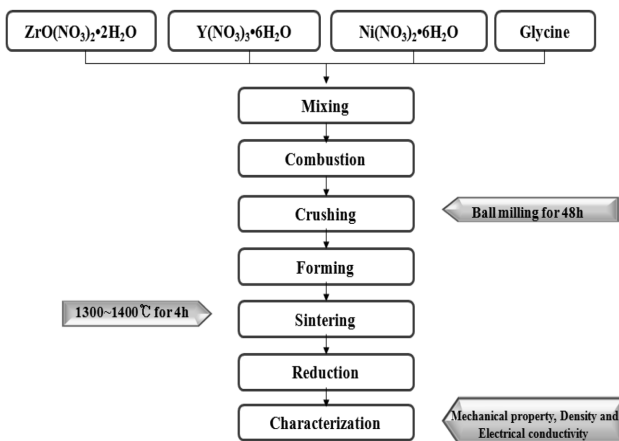 ZrO(NO₃)₂•2H₂O
Y(NO₃)₃•6H₂O
Ni(NO₃)₂•6H₂O
Glycine
Mixing
Combustion
Crushing
Ball milling for 48h
Forming
1300~1400℃ for 4h
Sintering
Reduction
Characterization
Mechanical property, Density and
Electrical conductivity